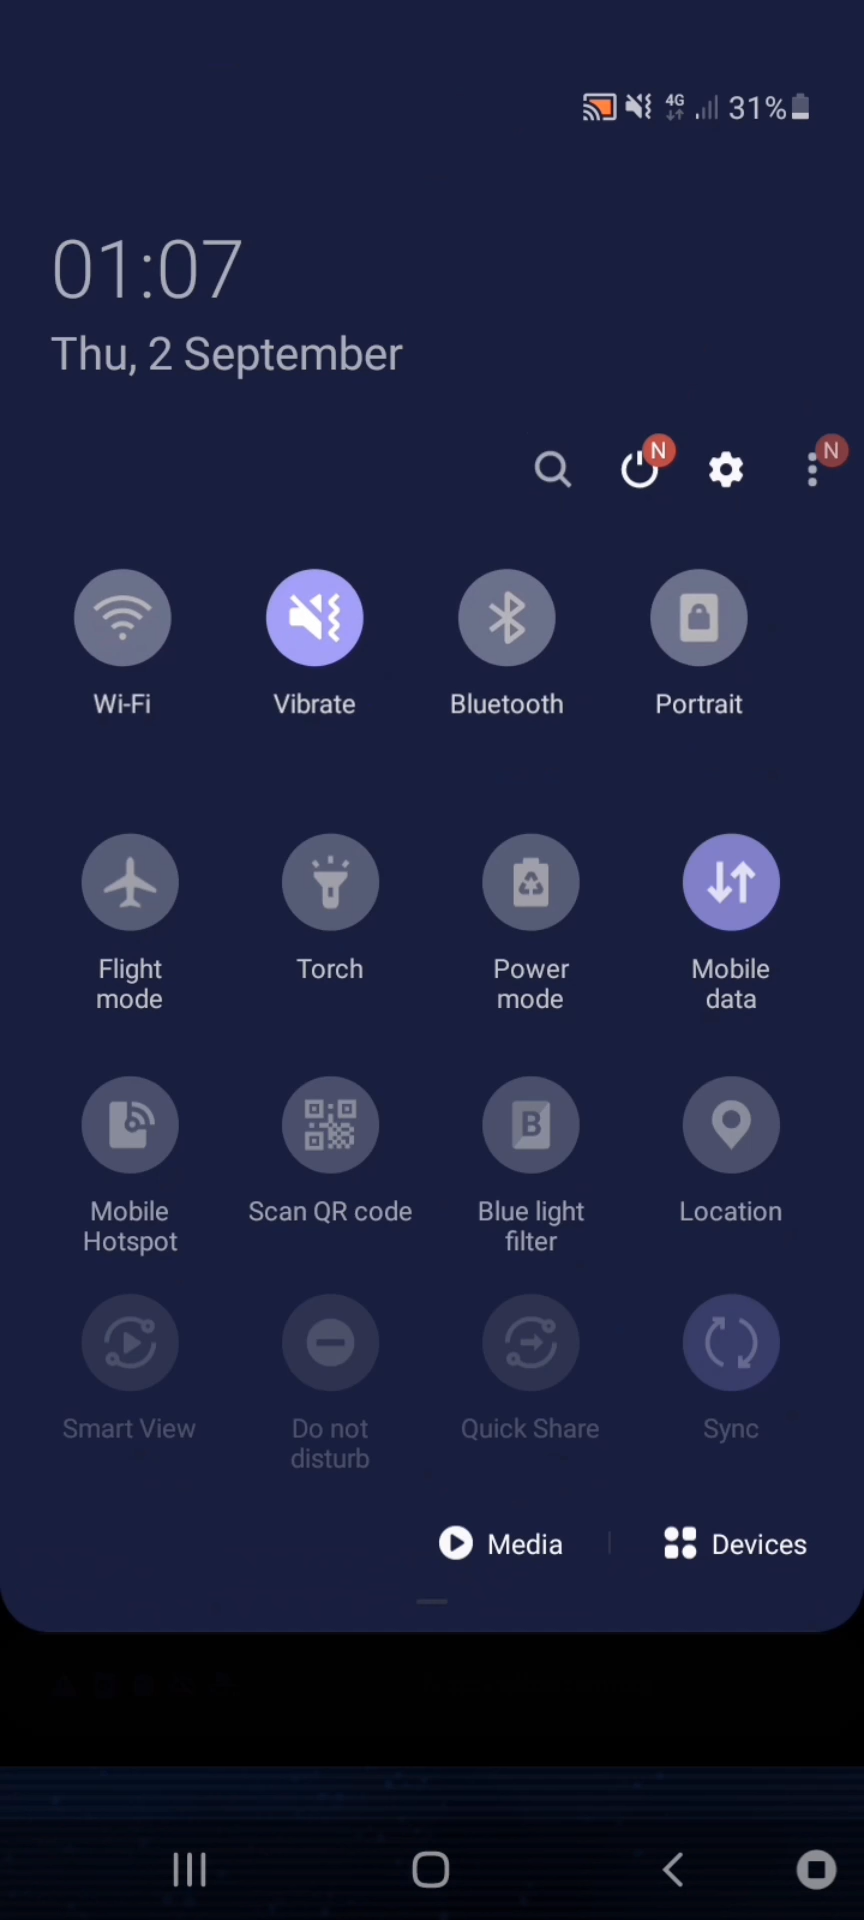 4G 31%
01:07
Thu, 2 September
N N
Wi-Fi Vibrate Bluetooth Portrait
Flight mode Torch Power mode Mobile data
Mobile Hotspot Scan QR code B Blue light filter Location
Smart View Do not disturb Quick Share Sync
Media Devices